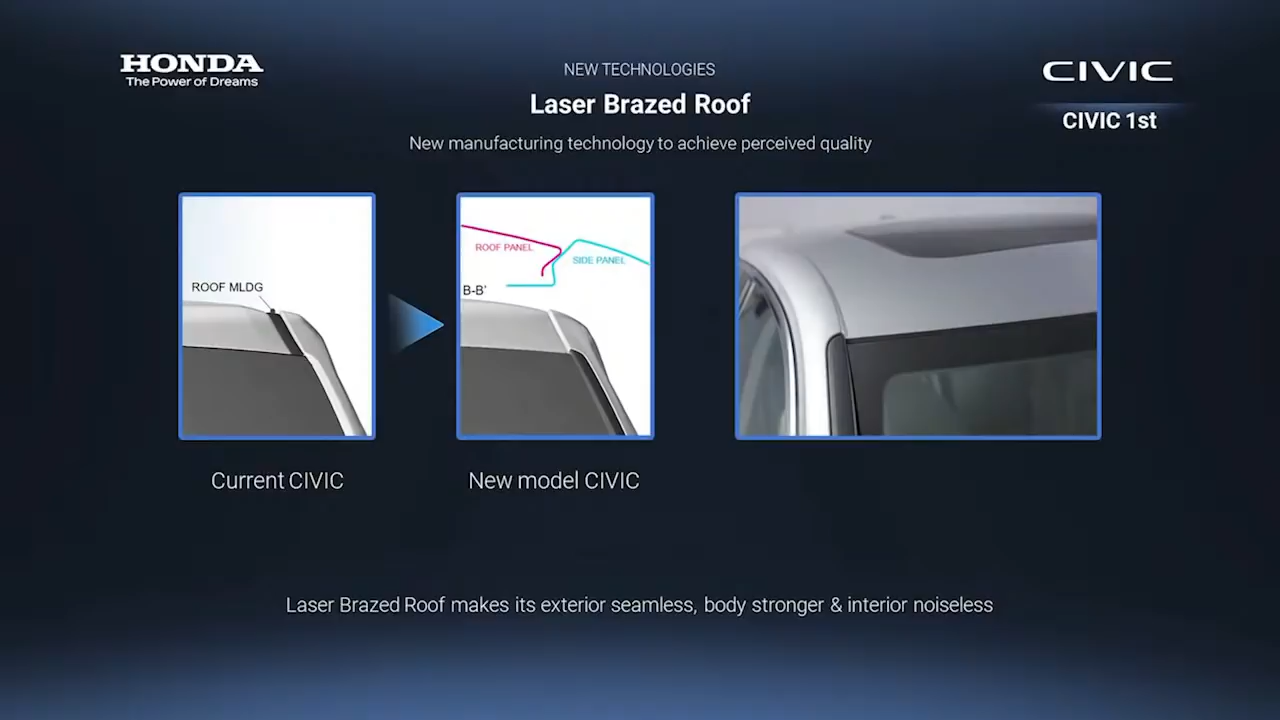 HONDA
The Power of Dreams
NEW TECHNOLOGIES
Laser Brazed Roof
New manufacturing technology to achieve perceived quality
CIVIC
CIVIC 1st
ROOF MLDG
ROOF PANEL
SIDE PANEL
B-B'
Current CIVIC
New model CIVIC
Laser Brazed Roof makes its exterior seamless, body stronger & interior noiseless